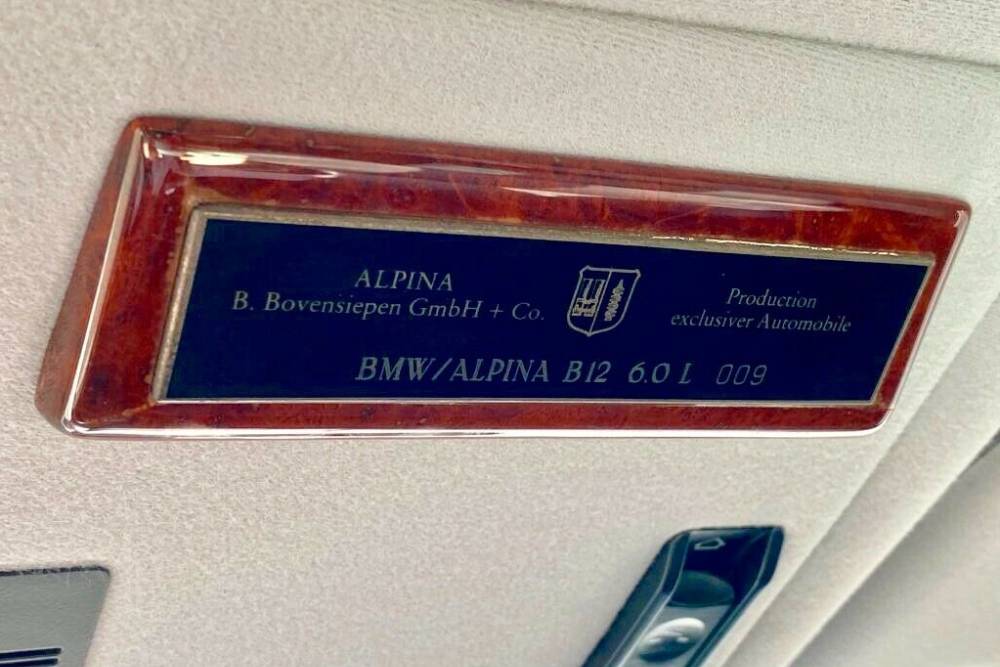 ALPINA
B. Bovensiepen GmbH + Co.
Production
exclusiver Automobile
BMW/ALPINA B12 6.0 L 009